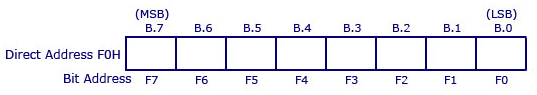 (MSB) (LSB)
B.7 B.6 B.5 B.4 B.3 B.2 B.1 B.0
Direct Address F0H
Bit Address F7 F6 F5 F4 F3 F2 F1 F0